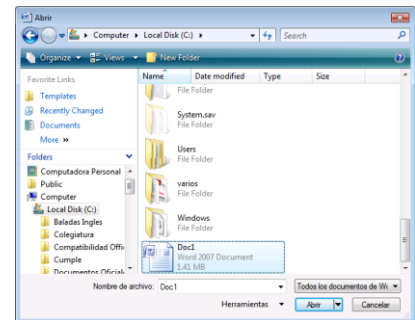 Abrir
Computer ▸ Local Disk (C:) ▸
Search
Organize
Views
New Folder
Favorite Links
Templates
Recently Changed
Documents
More »
Folders
Computadora Personal
Public
Computer
Local Disk (C:)
Baladas Ingles
Colegiatura
Compatibilidad Offi
Cumple
Documentos Oficiale
Name
Date modified
Type
Size
File Folder
System.sav
File Folder
Users
File Folder
varios
File Folder
Windows
File Folder
Doc1
Word 2007 Document
1.41 MB
Nombre de archivo:
Doc1
Todos los documentos de Wo
Herramientas
Abrir
Cancelar